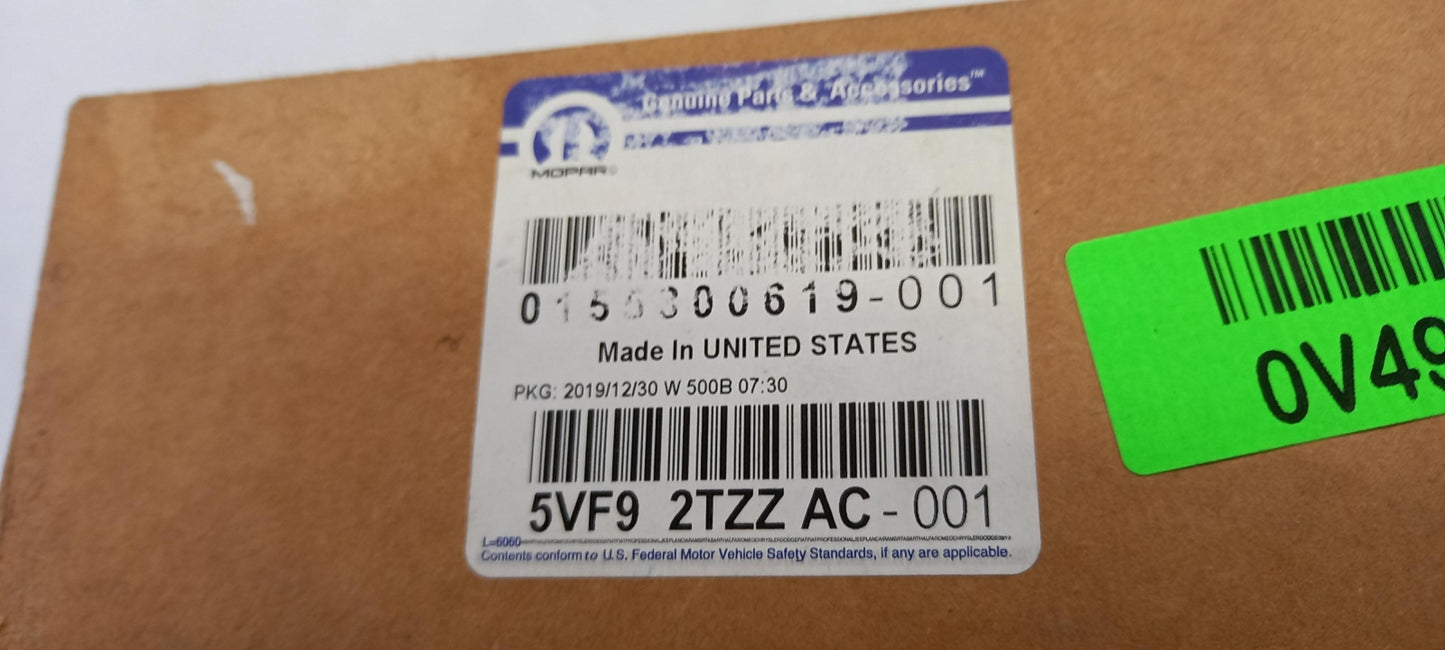 Genuine Parts & Accessories™
MOPAR®
0155300619-001
Made In UNITED STATES
PKG: 2019/12/30 W 500B 07:30
5VF9 2TZZ AC-001
L=6060
Contents conform to U.S. Federal Motor Vehicle Safety Standards, if any are applicable.
0V49